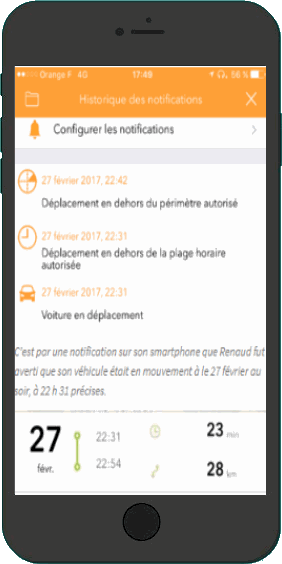 Orange F 4G 17:49 56 %
Historique des notifications
Configurer les notifications
27 février 2017, 22:42
Déplacement en dehors du périmètre autorisé
27 février 2017, 22:31
Déplacement en dehors de la plage horaire
autorisée
27 février 2017, 22:31
Voiture en déplacement
C'est par une notification sur son smartphone que Renaud fut
averti que son véhicule était en mouvement à le 27 février au
soir, à 22 h 31 précises.
27 22:31 23 min
févr. 22:54 28 km